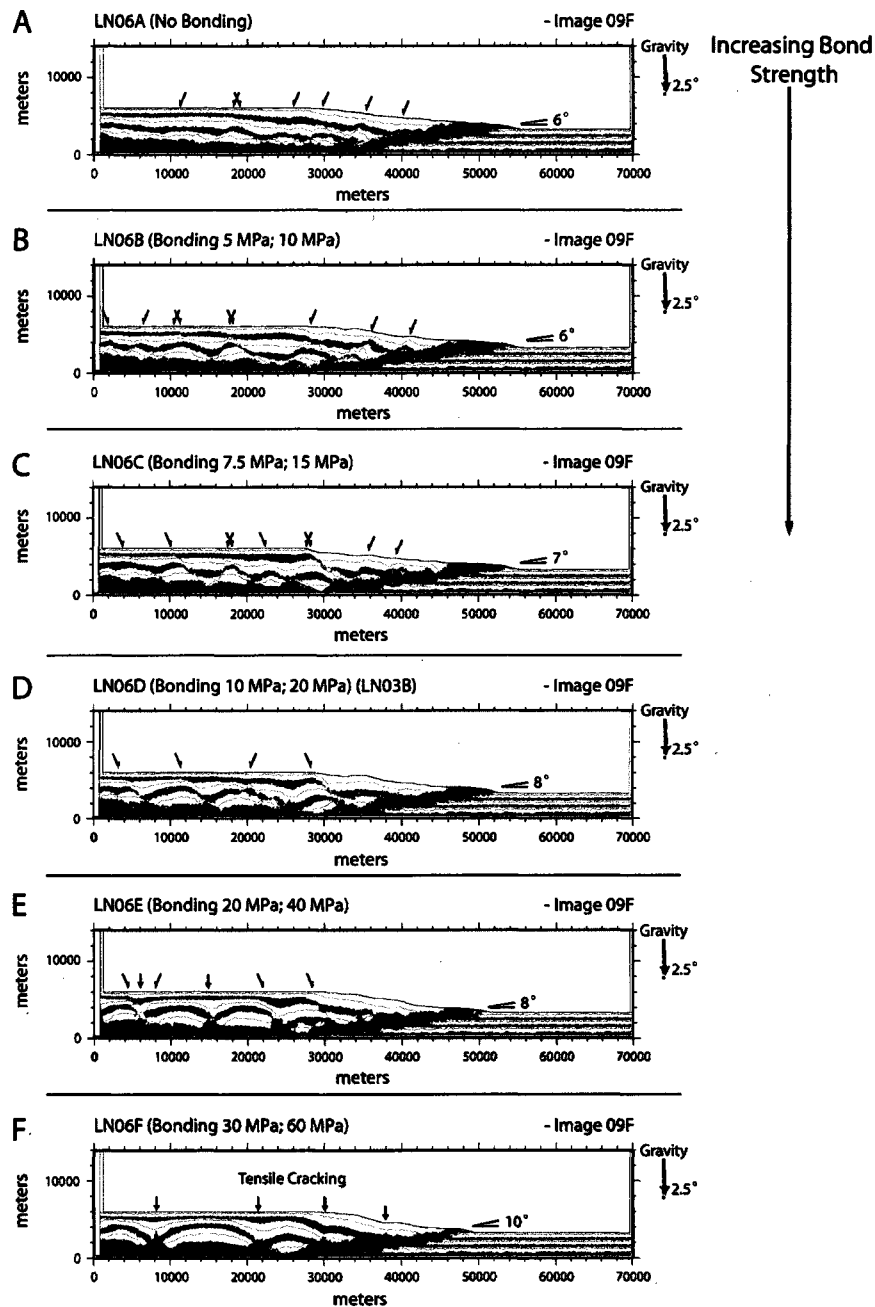 A
LN06A (No Bonding)
- Image 09F
Gravity
2.5°
Increasing Bond
Strength
meters
10000
0
6°
0 10000 20000 30000 40000 50000 60000 70000
meters
B
LN06B (Bonding 5 MPa; 10 MPa)
- Image 09F
Gravity
2.5°
meters
10000
0
6°
0 10000 20000 30000 40000 50000 60000 70000
meters
C
LN06C (Bonding 7.5 MPa; 15 MPa)
- Image 09F
Gravity
2.5°
meters
10000
0
7°
0 10000 20000 30000 40000 50000 60000 70000
meters
D
LN06D (Bonding 10 MPa; 20 MPa) (LN03B)
- Image 09F
Gravity
2.5°
meters
10000
0
8°
0 10000 20000 30000 40000 50000 60000 70000
meters
E
LN06E (Bonding 20 MPa; 40 MPa)
- Image 09F
Gravity
2.5°
meters
10000
0
8°
0 10000 20000 30000 40000 50000 60000 70000
meters
F
LN06F (Bonding 30 MPa; 60 MPa)
- Image 09F
Gravity
2.5°
meters
10000
0
Tensile Cracking
10°
0 10000 20000 30000 40000 50000 60000 70000
meters